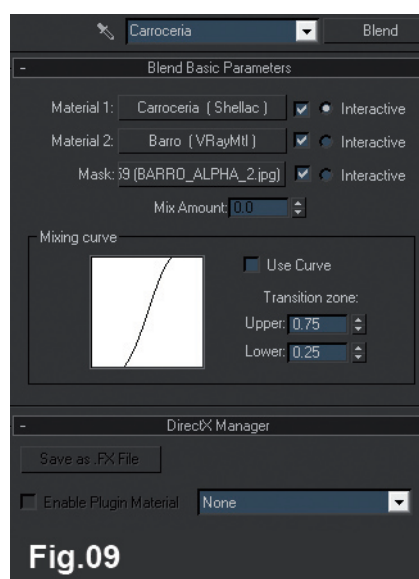 Carroceria Blend
- Blend Basic Parameters
Material 1: Carroceria ( Shellac ) Interactive
Material 2: Barro ( VRayMtl ) Interactive
Mask: i9 (BARRO_ALPHA_2.jpg) Interactive
Mix Amount: 0.0
Mixing curve
Use Curve
Transition zone:
Upper: 0.75
Lower: 0.25
- DirectX Manager
Save as .FX File
Enable Plugin Material None
Fig.09